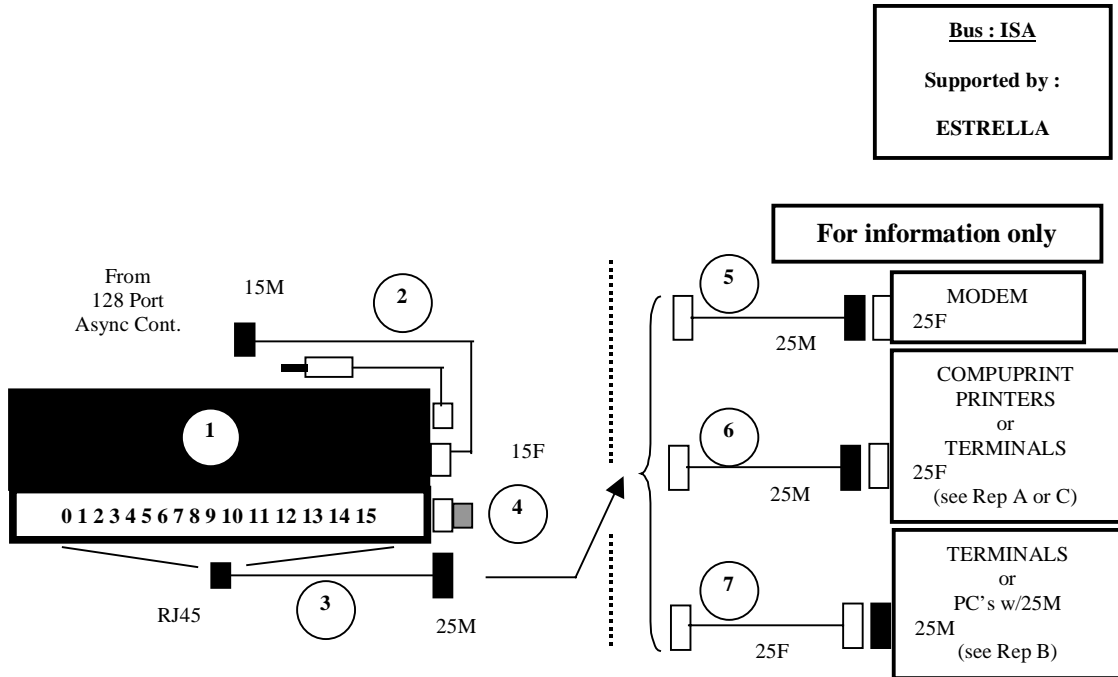 Bus : ISA
Supported by :
ESTRELLA
For information only
From
128 Port
Async Cont.
15M
2
1
15F
0 1 2 3 4 5 6 7 8 9 10 11 12 13 14 15
4
RJ45
3
25M
5
25M
MODEM
25F
6
25M
COMPUPRINT
PRINTERS
or
TERMINALS
25F
(see Rep A or C)
7
25F
TERMINALS
or
PC's w/25M
25M
(see Rep B)